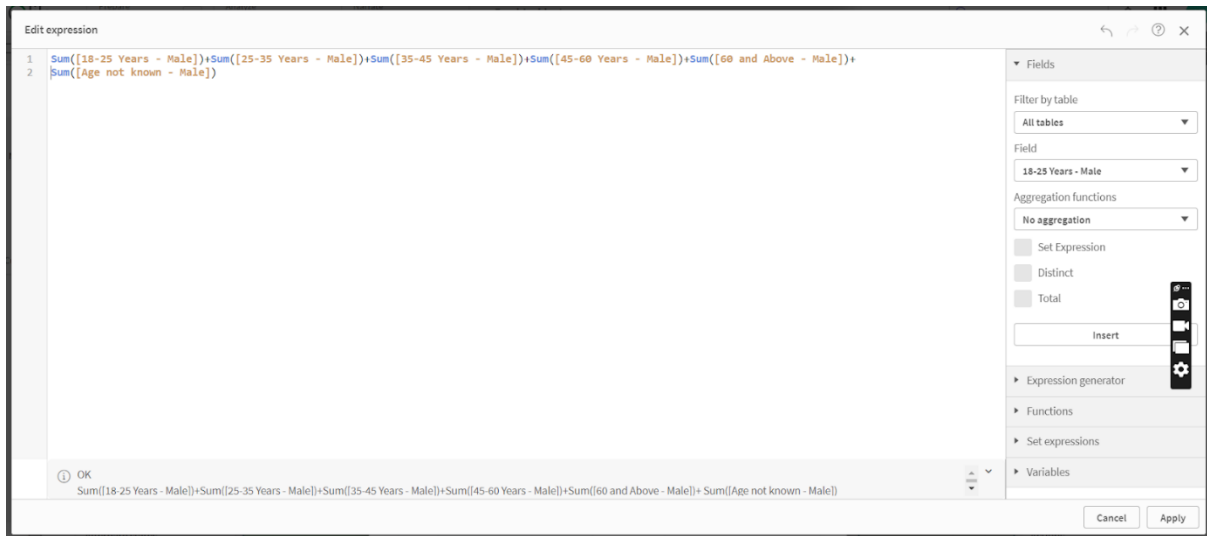 Edit expression
1 Sum([18-25 Years - Male])+Sum([25-35 Years - Male])+Sum([35-45 Years - Male])+Sum([45-60 Years - Male])+Sum([60 and Above - Male])+
2 Sum([Age not known - Male])
Fields
Filter by table
All tables
Field
18-25 Years - Male
Aggregation functions
No aggregation
Set Expression
Distinct
Total
Insert
Expression generator
Functions
Set expressions
Variables
OK
Sum([18-25 Years - Male])+Sum([25-35 Years - Male])+Sum([35-45 Years - Male])+Sum([45-60 Years - Male])+Sum([60 and Above - Male])+ Sum([Age not known - Male])
Cancel
Apply